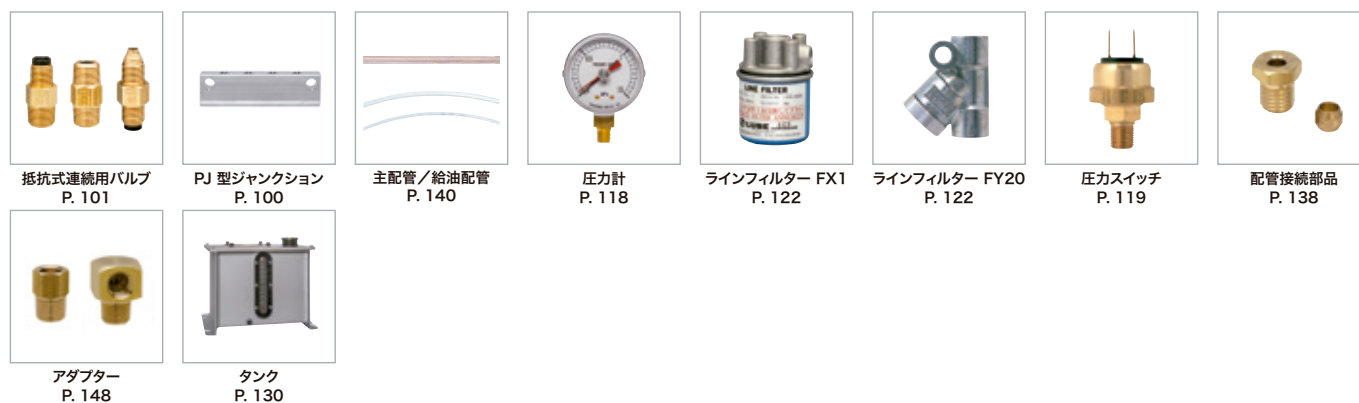 抵抗式連続用バルブ
P. 101
PJ 型ジャンクション
P. 100
主配管／給油配管
P. 140
圧力計
P. 118
LINE FILTER
LUBE
ラインフィルター FX1
P. 122
ラインフィルター FY20
P. 122
圧力スイッチ
P. 119
配管接続部品
P. 138
アダプター
P. 148
タンク
P. 130